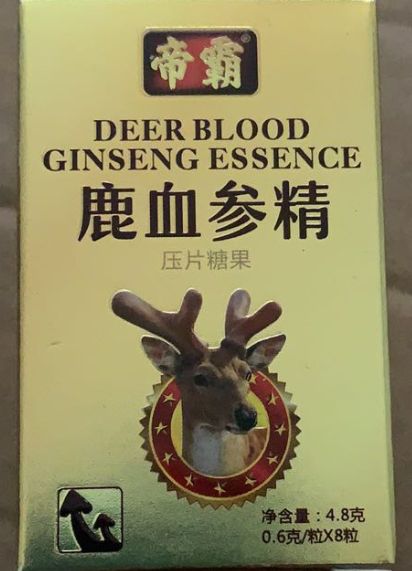 帝霸®
DEER BLOOD
GINSENG ESSENCE
鹿血参精
压片糖果
净含量：4.8克
0.6克/粒X8粒